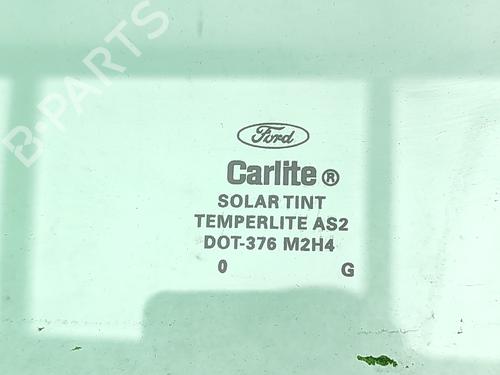 B-PARTS
Ford
Carlite®
SOLAR TINT
TEMPERLITE AS2
DOT-376 M2H4
0 G